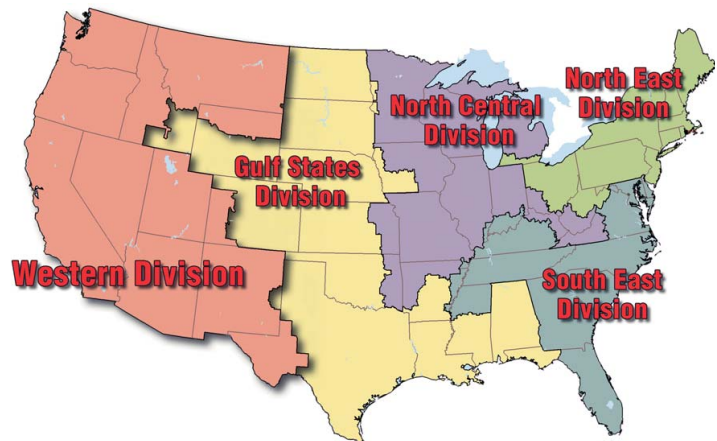 North East
Division
North Central
Division
Gulf States
Division
Western Division
South East
Division